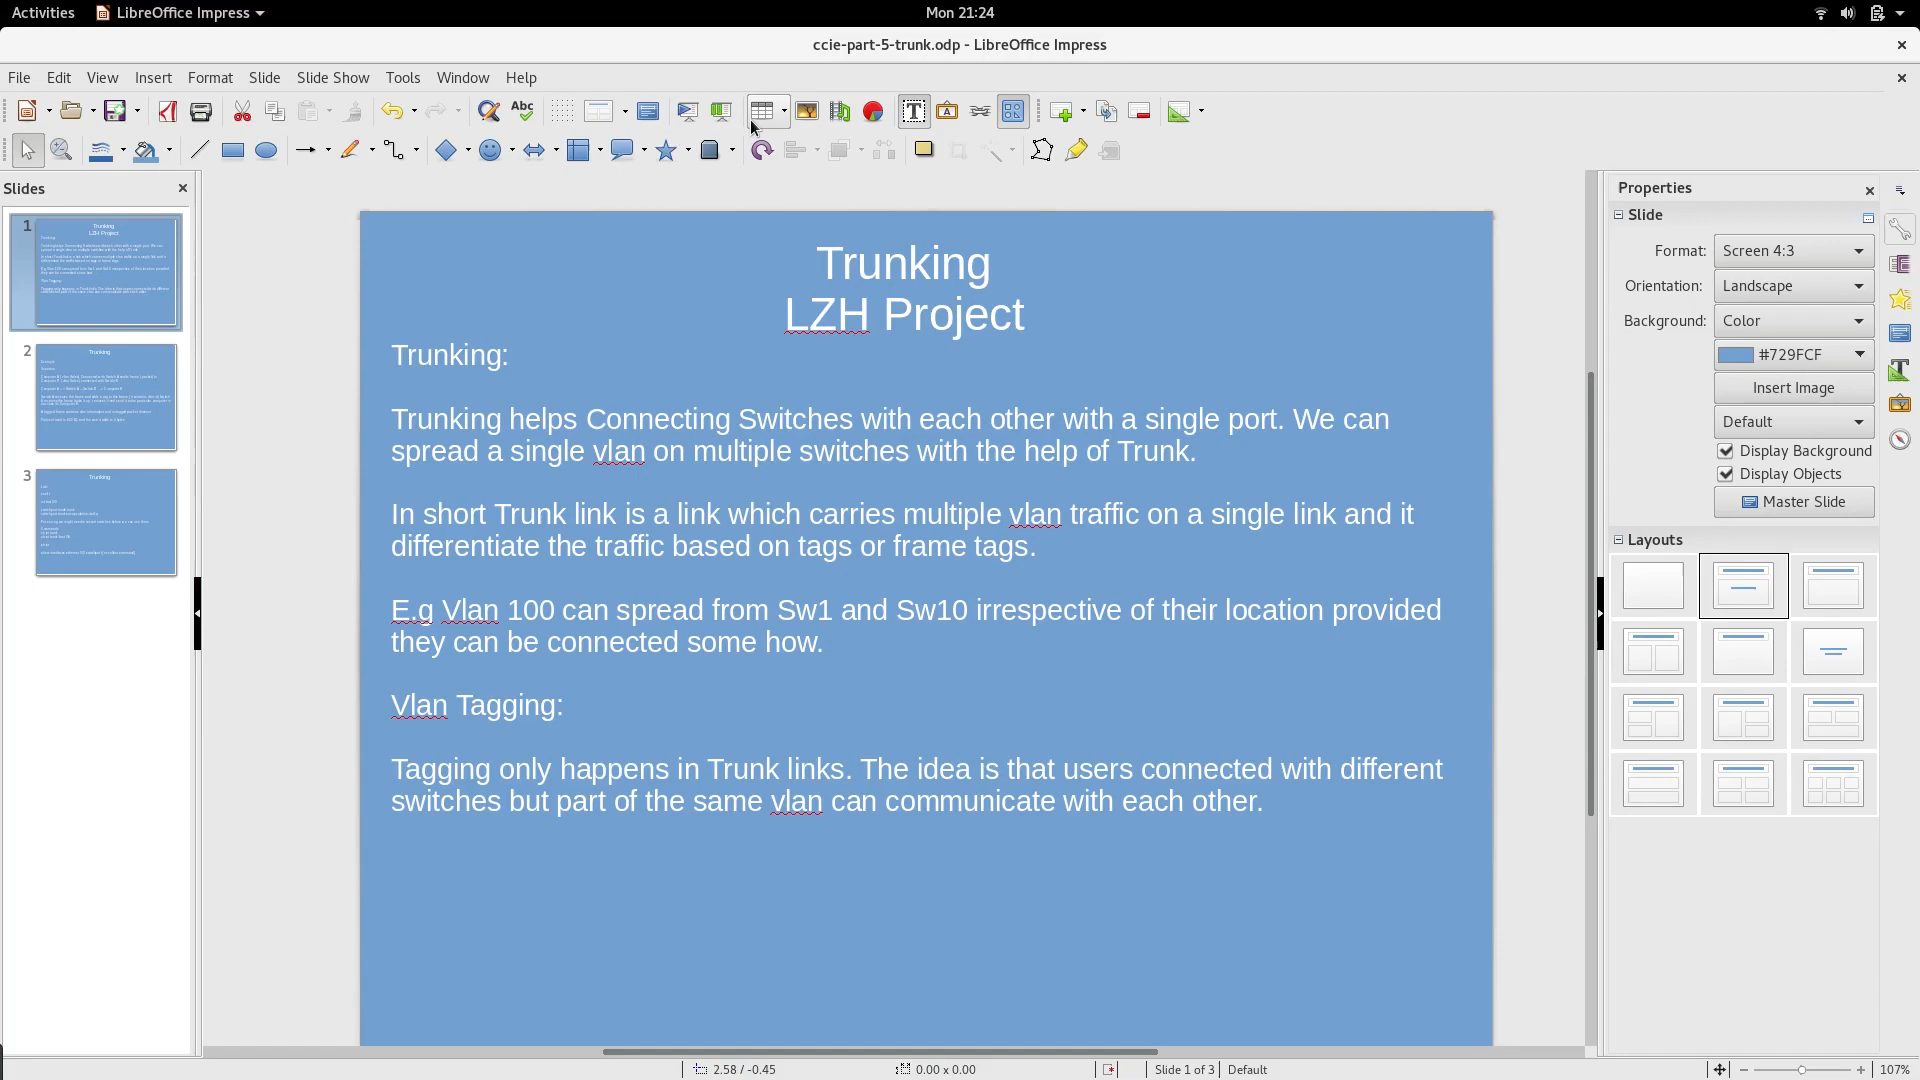 Activities LibreOffice Impress Mon 21:24
ccie-part-5-trunk.odp - LibreOffice Impress
File Edit View Insert Format Slide Slide Show Tools Window Help
Slides
1
2
3
Trunking
LZH Project
Trunking:
Trunking helps Connecting Switches with each other with a single port. We can
spread a single vlan on multiple switches with the help of Trunk.
In short Trunk link is a link which carries multiple vlan traffic on a single link and it
differentiate the traffic based on tags or frame tags.
E.g Vlan 100 can spread from Sw1 and Sw10 irrespective of their location provided
they can be connected some how.
Vlan Tagging:
Tagging only happens in Trunk links. The idea is that users connected with different
switches but part of the same vlan can communicate with each other.
Properties
Slide
Format: Screen 4:3
Orientation: Landscape
Background: Color
#729FCF
Insert Image
Default
Display Background
Display Objects
Master Slide
Layouts
2.58 / -0.45 0.00 x 0.00 Slide 1 of 3 Default 107%